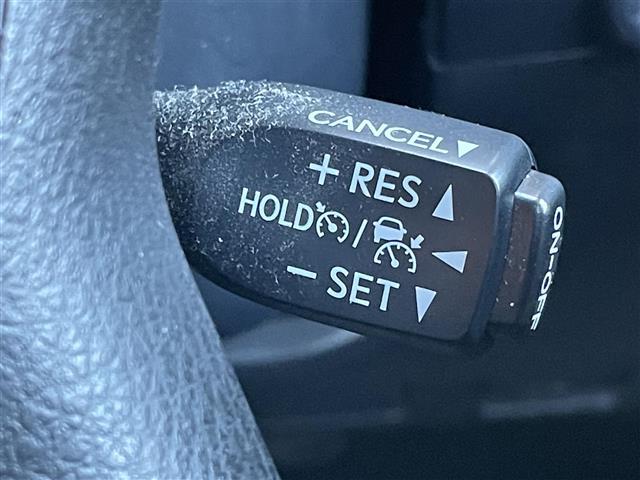 CANCEL▼
+ RES ▲
HOLD / ◀
− SET ▼
ON-OFF